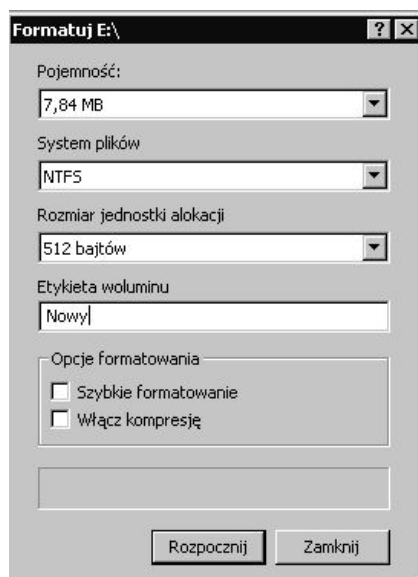 Formatuj E:\
Pojemność:
7,84 MB
System plików
NTFS
Rozmiar jednostki alokacji
512 bajtów
Etykieta woluminu
Nowy
Opcje formatowania
Szybkie formatowanie
Włącz kompresję
Rozpocznij Zamknij